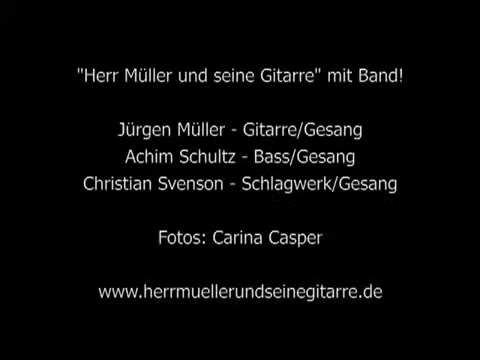 "Herr Müller und seine Gitarre" mit Band!
Jürgen Müller - Gitarre/Gesang
Achim Schultz - Bass/Gesang
Christian Svenson - Schlagwerk/Gesang
Fotos: Carina Casper
www.herrmuellerundseinegitarre.de